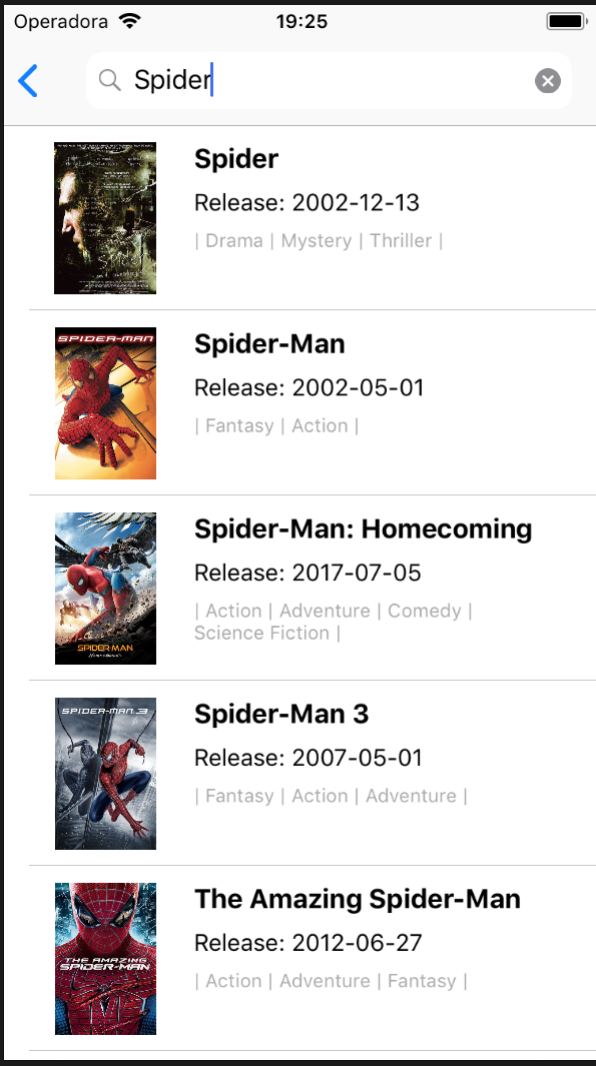 Operadora 19:25
Spider
Spider
Release: 2002-12-13
| Drama | Mystery | Thriller |
SPIDER-MAN
Spider-Man
Release: 2002-05-01
| Fantasy | Action |
Spider-Man: Homecoming
Release: 2017-07-05
| Action | Adventure | Comedy |
Science Fiction |
SPIDER-MAN
SPIDER-MAN 3
Spider-Man 3
Release: 2007-05-01
| Fantasy | Action | Adventure |
The Amazing Spider-Man
Release: 2012-06-27
| Action | Adventure | Fantasy |
THE AMAZING
SPIDER-MAN